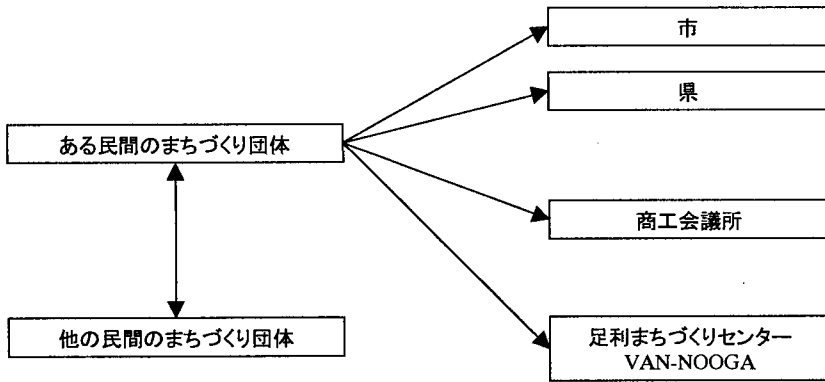 市
県
ある民間のまちづくり団体
商工会議所
他の民間のまちづくり団体
足利まちづくりセンター
VAN-NOOGA